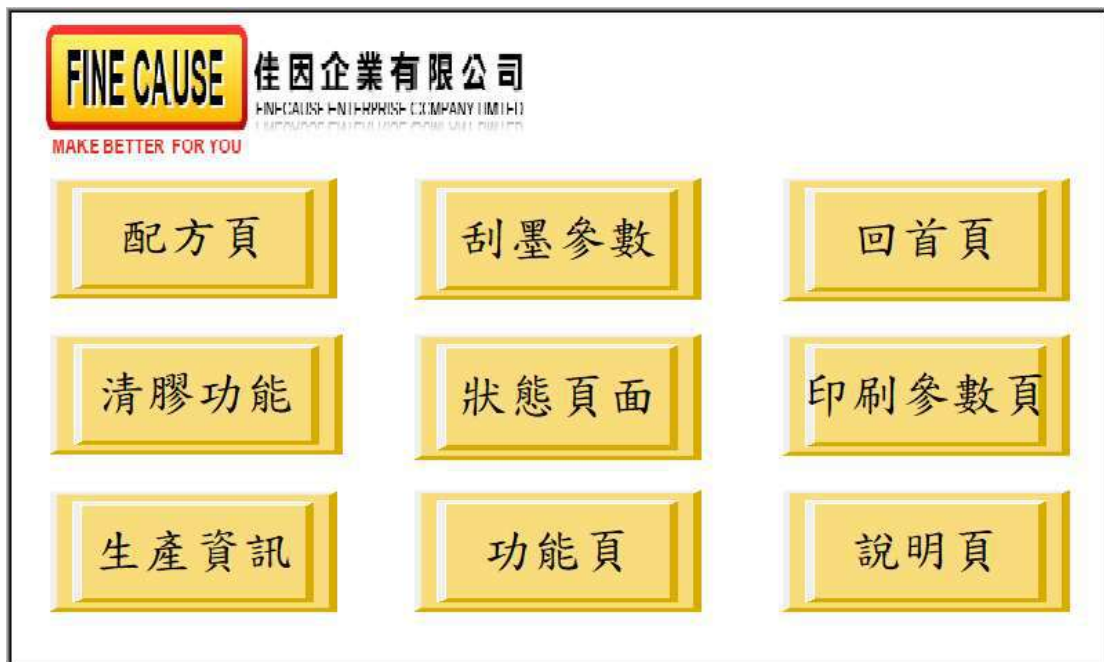 FINE CAUSE
佳因企業有限公司
FINECAUSE ENTERPRISE COMPANY LIMITED
MAKE BETTER FOR YOU
配方頁 刮墨參數 回首頁
清膠功能 狀態頁面 印刷參數頁
生產資訊 功能頁 說明頁